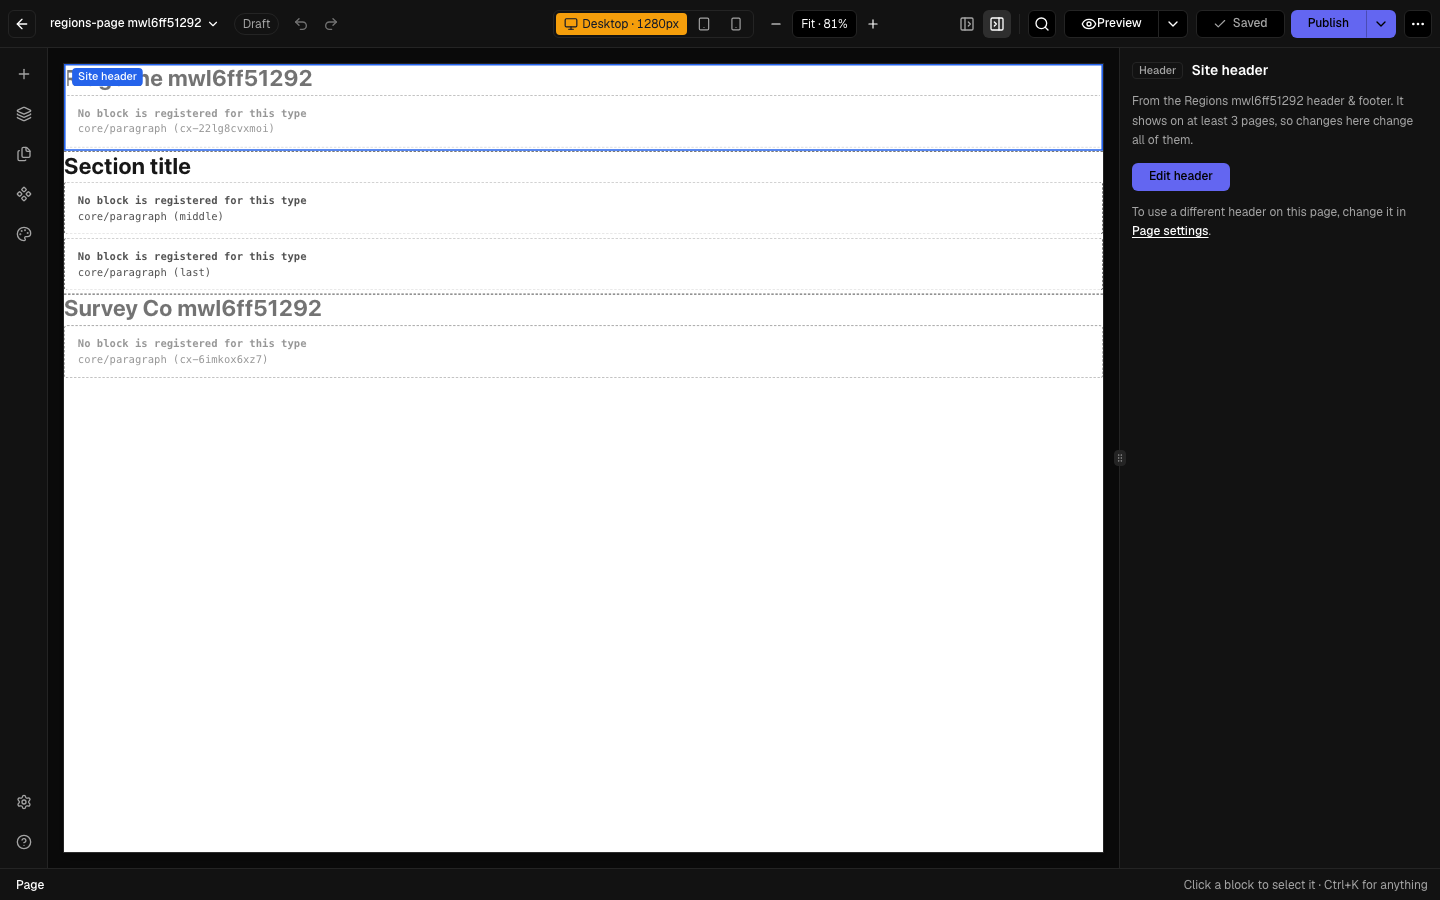 regions-page mwl6ff51292
Draft
Desktop · 1280px
Fit · 81%
Preview
Saved
Publish
Site header
mwl6ff51292
No block is registered for this type
core/paragraph (cx-22lg8cvxmoi)
Section title
No block is registered for this type
core/paragraph (middle)
No block is registered for this type
core/paragraph (last)
Survey Co mwl6ff51292
No block is registered for this type
core/paragraph (cx-6imkox6xz7)
Header
Site header
From the Regions mwl6ff51292 header & footer. It
shows on at least 3 pages, so changes here change
all of them.
Edit header
To use a different header on this page, change it in
Page settings.
Page
Click a block to select it · Ctrl+K for anything